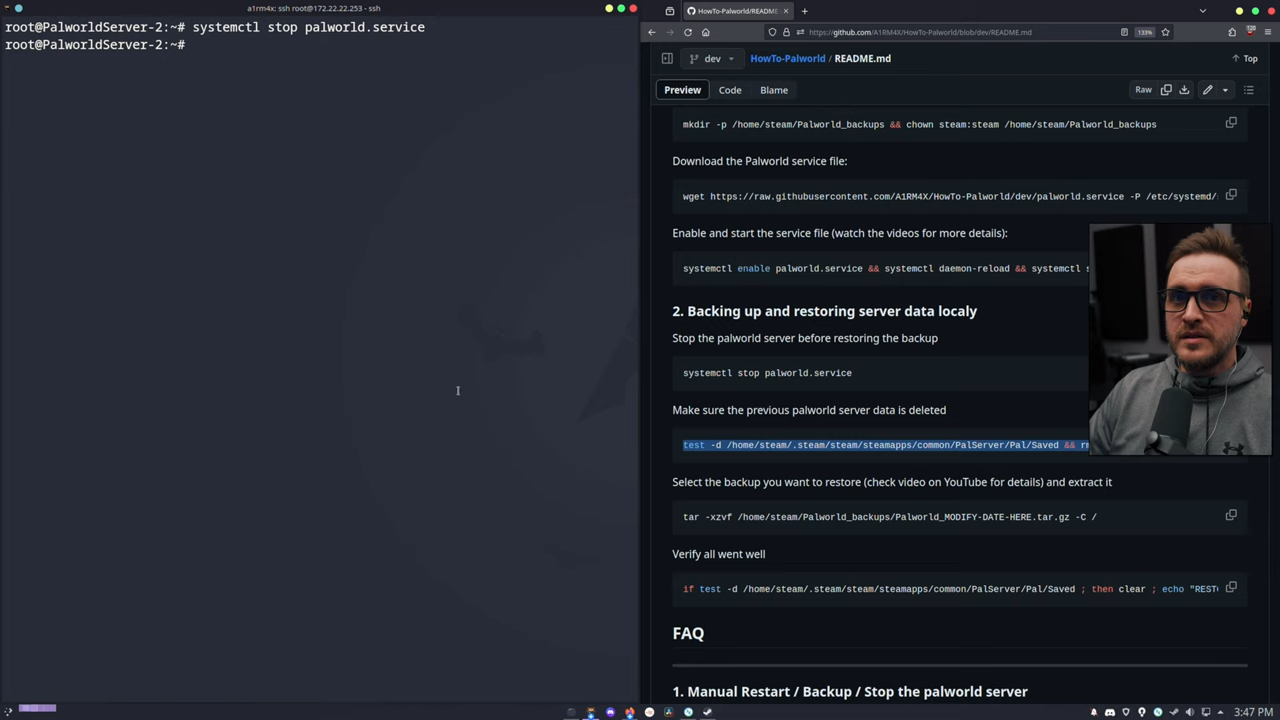 a1rm4x: ssh root@172.22.22.253 - ssh
root@PalworldServer-2:~# systemctl stop palworld.service
root@PalworldServer-2:~#
HowTo-Palworld/README.m
https://github.com/A1RM4X/HowTo-Palworld/blob/dev/README.md
133%
120
dev
HowTo-Palworld / README.md
Top
Preview
Code
Blame
Raw
mkdir -p /home/steam/Palworld_backups && chown steam:steam /home/steam/Palworld_backups
Download the Palworld service file:
wget https://raw.githubusercontent.com/A1RM4X/HowTo-Palworld/dev/palworld.service -P /etc/systemd/
Enable and start the service file (watch the videos for more details):
systemctl enable palworld.service && systemctl daemon-reload && systemctl s
2. Backing up and restoring server data localy
Stop the palworld server before restoring the backup
systemctl stop palworld.service
Make sure the previous palworld server data is deleted
test -d /home/steam/.steam/steam/steamapps/common/PalServer/Pal/Saved && rm
Select the backup you want to restore (check video on YouTube for details) and extract it
tar -xzvf /home/steam/Palworld_backups/Palworld_MODIFY-DATE-HERE.tar.gz -C /
Verify all went well
if test -d /home/steam/.steam/steam/steamapps/common/PalServer/Pal/Saved ; then clear ; echo "REST
FAQ
1. Manual Restart / Backup / Stop the palworld server
3:47 PM